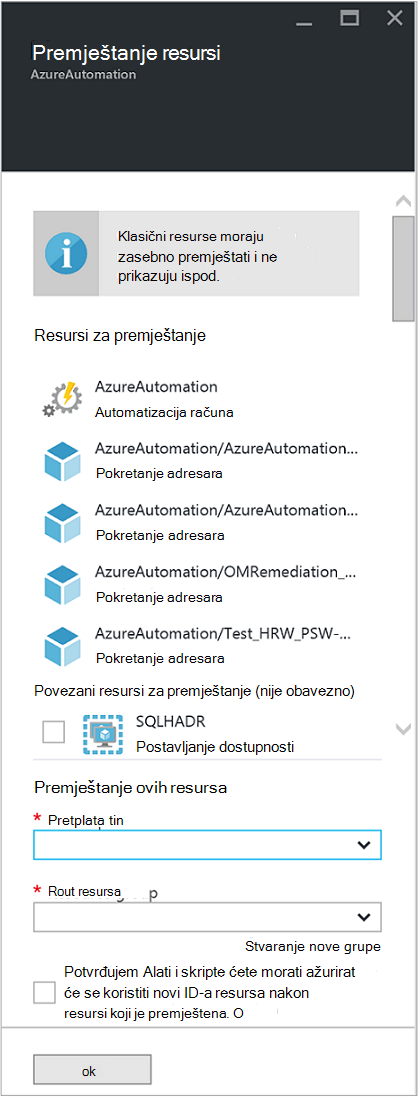 Premještanje resursi
AzureAutomation
Klasični resurse moraju
zasebno premještati i ne
prikazuju ispod.
Resursi za premještanje
AzureAutomation
Automatizacija računa
AzureAutomation/AzureAutomation...
Pokretanje adresara
AzureAutomation/AzureAutomation...
Pokretanje adresara
AzureAutomation/OMRemediation_...
Pokretanje adresara
AzureAutomation/Test_HRW_PSW-...
Pokretanje adresara
Povezani resursi za premještanje (nije obavezno)
SQLHADR
Postavljanje dostupnosti
Premještanje ovih resursa
* Pretplata tin
* Rout resursa
Stvaranje nove grupe
Potvrđujem Alati i skripte ćete morati ažurirat
će se koristiti novi ID-a resursa nakon
resursi koji je premještena. O
ok